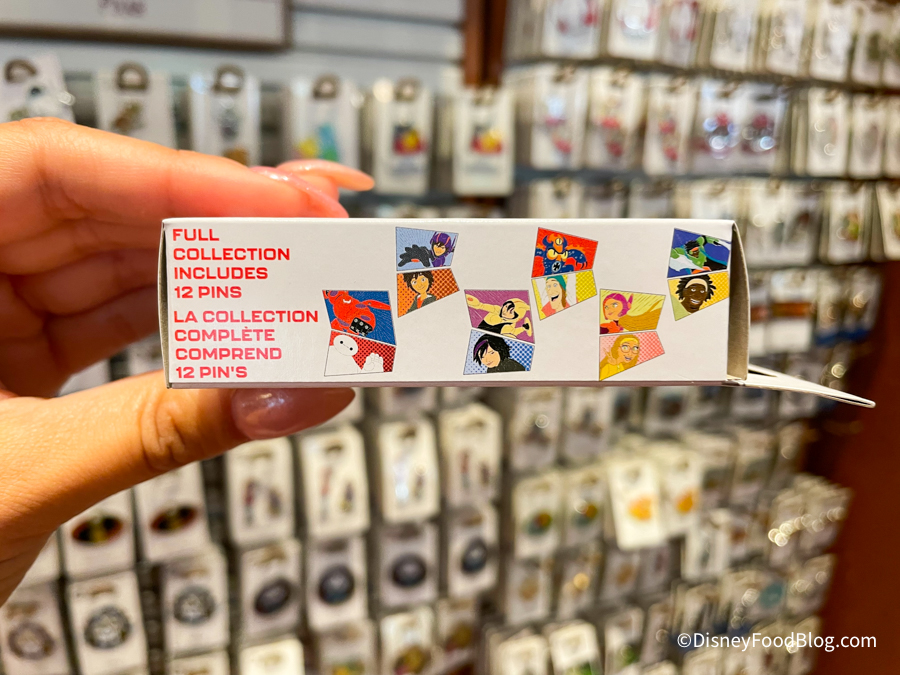 FULL
COLLECTION
INCLUDES
12 PINS
LA COLLECTION
COMPLÈTE
COMPREND
12 PIN'S
©DisneyFoodBlog.com